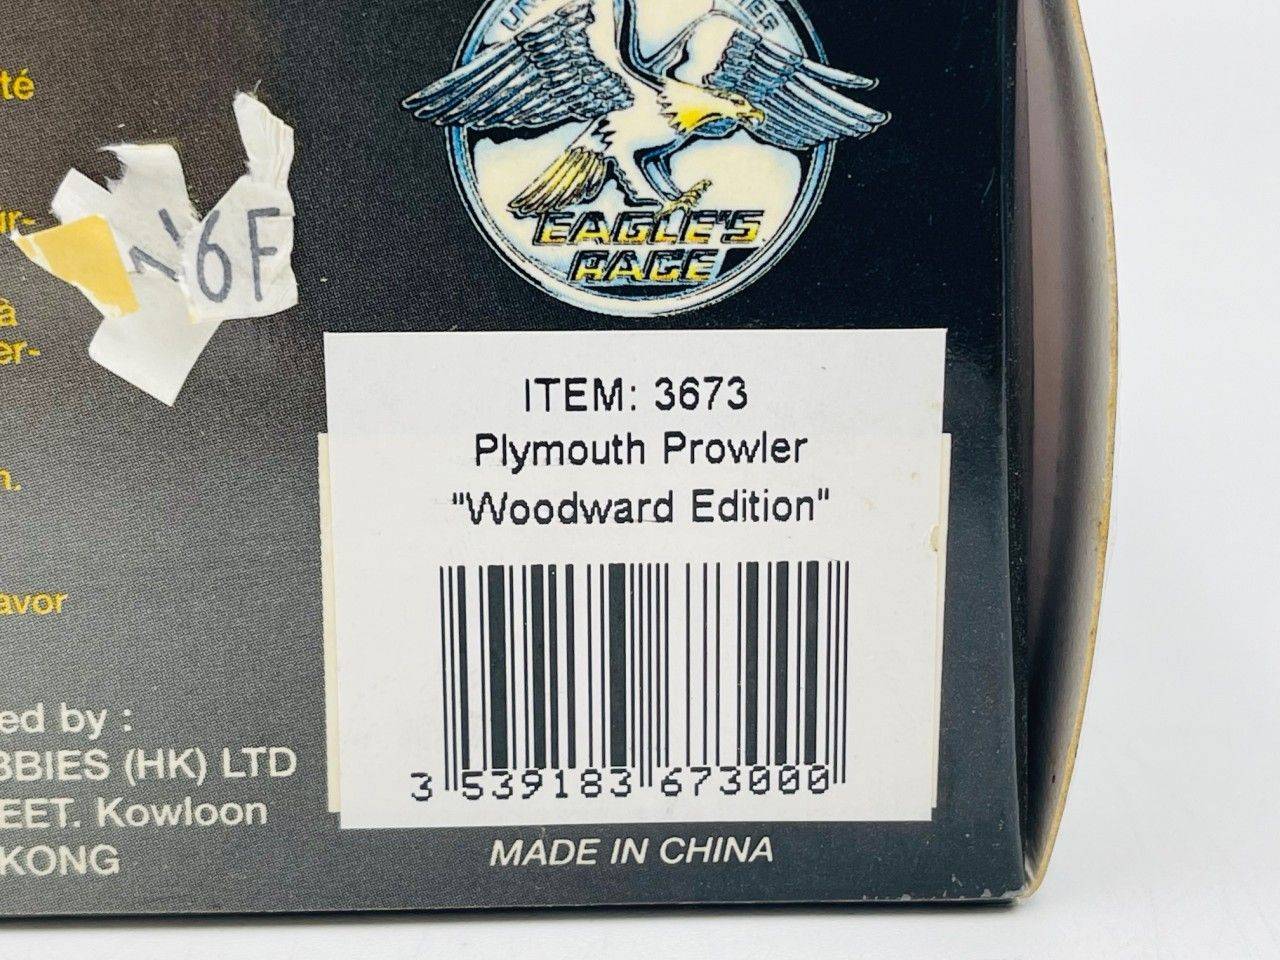 té
ur-
à
er-
n.
avor
ed by :
BBIES (HK) LTD
EET. Kowloon
KONG
6F
EAGLE'S
RACE
ITEM: 3673
Plymouth Prowler
"Woodward Edition"
3 539183 673000
MADE IN CHINA